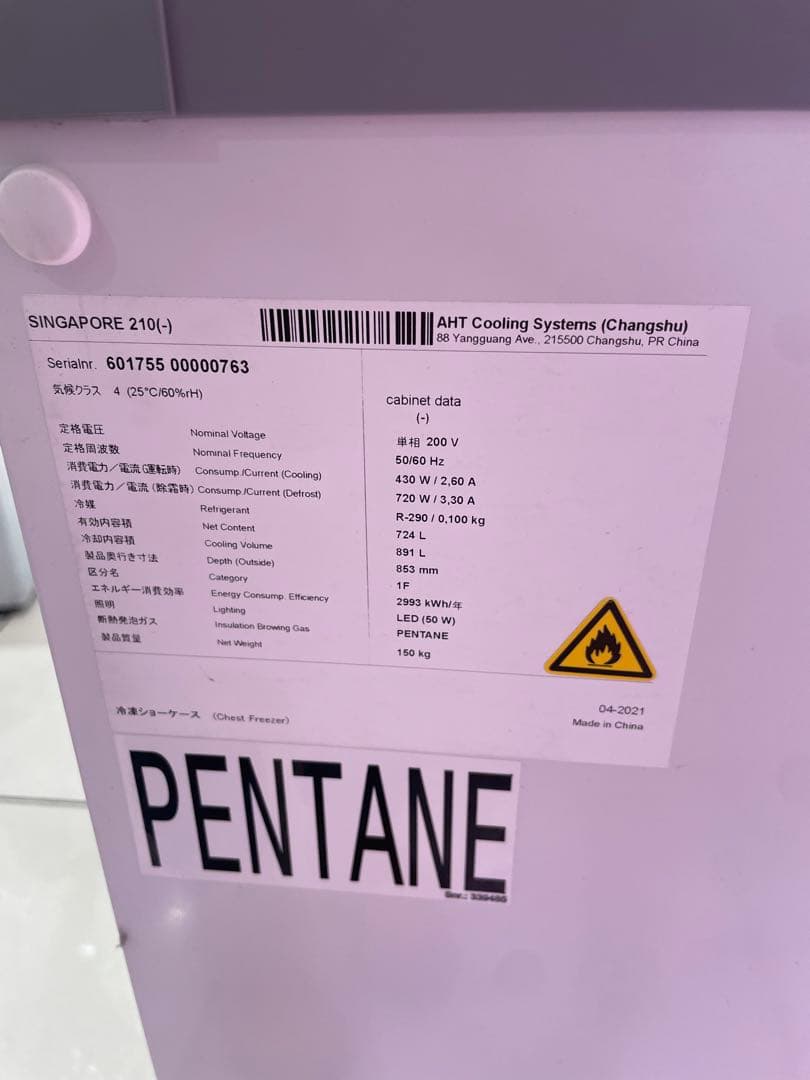 SINGAPORE 210(-)
AHT Cooling Systems (Changshu)
88 Yangguang Ave., 215500 Changshu, PR China
Serialnr. 601755 00000763
気候クラス 4 (25°C/60%rH)
cabinet data
(-)
定格電圧 Nominal Voltage 単相 200 V
定格周波数 Nominal Frequency 50/60 Hz
消費電力/電流(運転時) Consump./Current (Cooling) 430 W / 2,60 A
消費電力/電流(除霜時) Consump./Current (Defrost) 720 W / 3,30 A
冷媒 Refrigerant R-290 / 0,100 kg
有効内容積 Net Content 724 L
冷却内容積 Cooling Volume 891 L
製品奥行き寸法 Depth (Outside) 853 mm
区分名 Category 1F
エネルギー消費効率 Energy Consump. Efficiency 2993 kWh/年
照明 Lighting LED (50 W)
断熱発泡ガス Insulation Browing Gas PENTANE
製品質量 Net Weight 150 kg
04-2021
冷凍ショーケース (Chest Freezer)
Made in China
PENTANE
Snr.: 339485